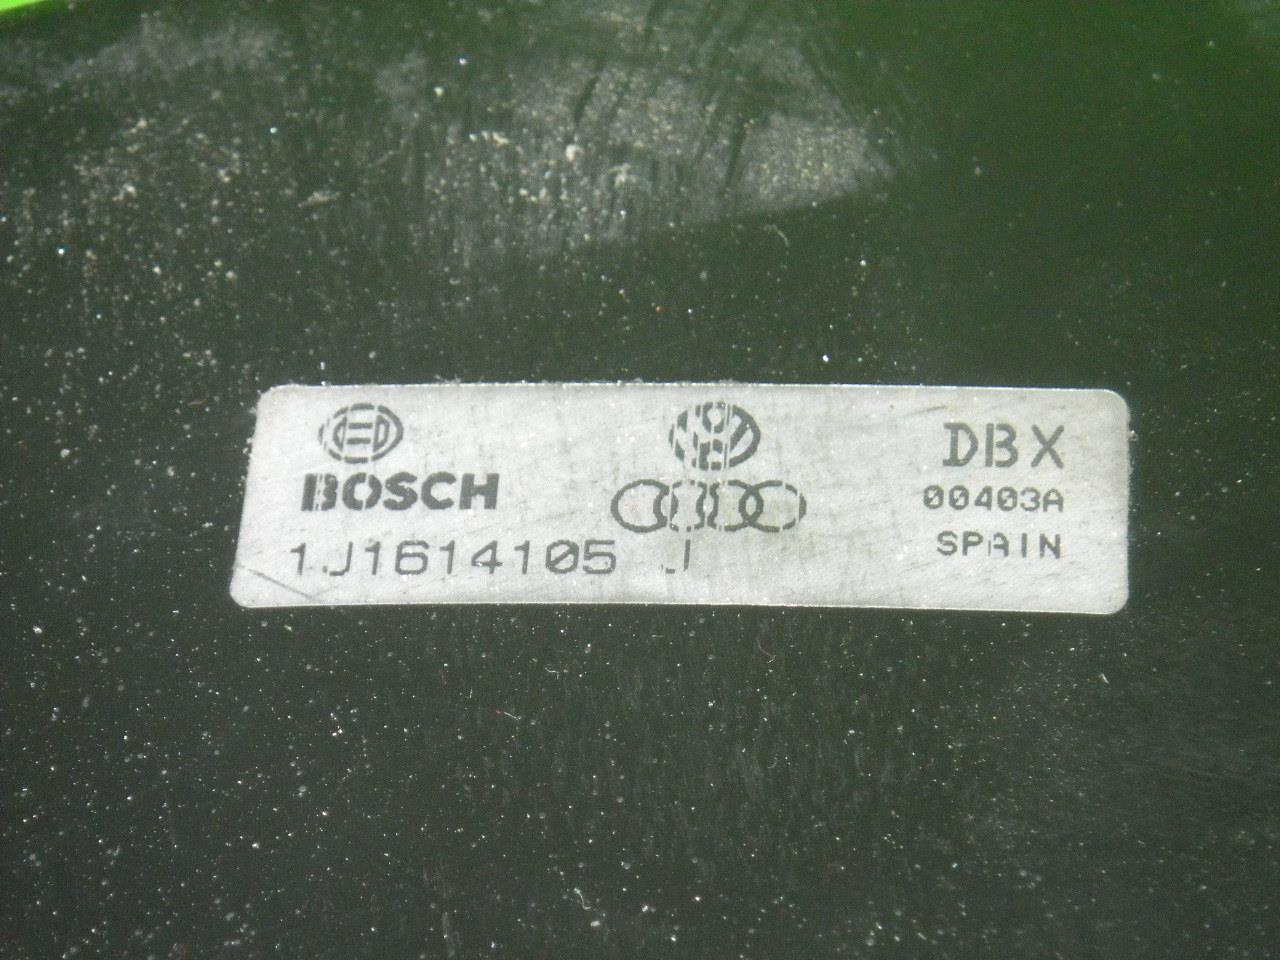 BOSCH
1J1614105 J
DBX
00403A
SPAIN